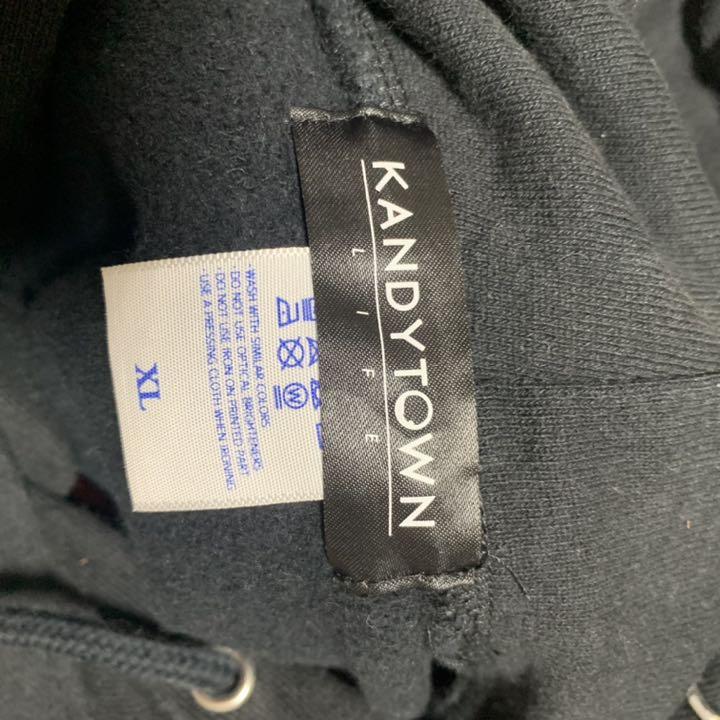 KANDYTOWN
LIFE
·WASH WITH SIMILAR COLORS
·DO NOT USE OPTICAL BRIGHTENERS
·DO NOT USE IRON ON PRINTED PART
·USE A PRESSING CLOTH WHEN IRONING
XL